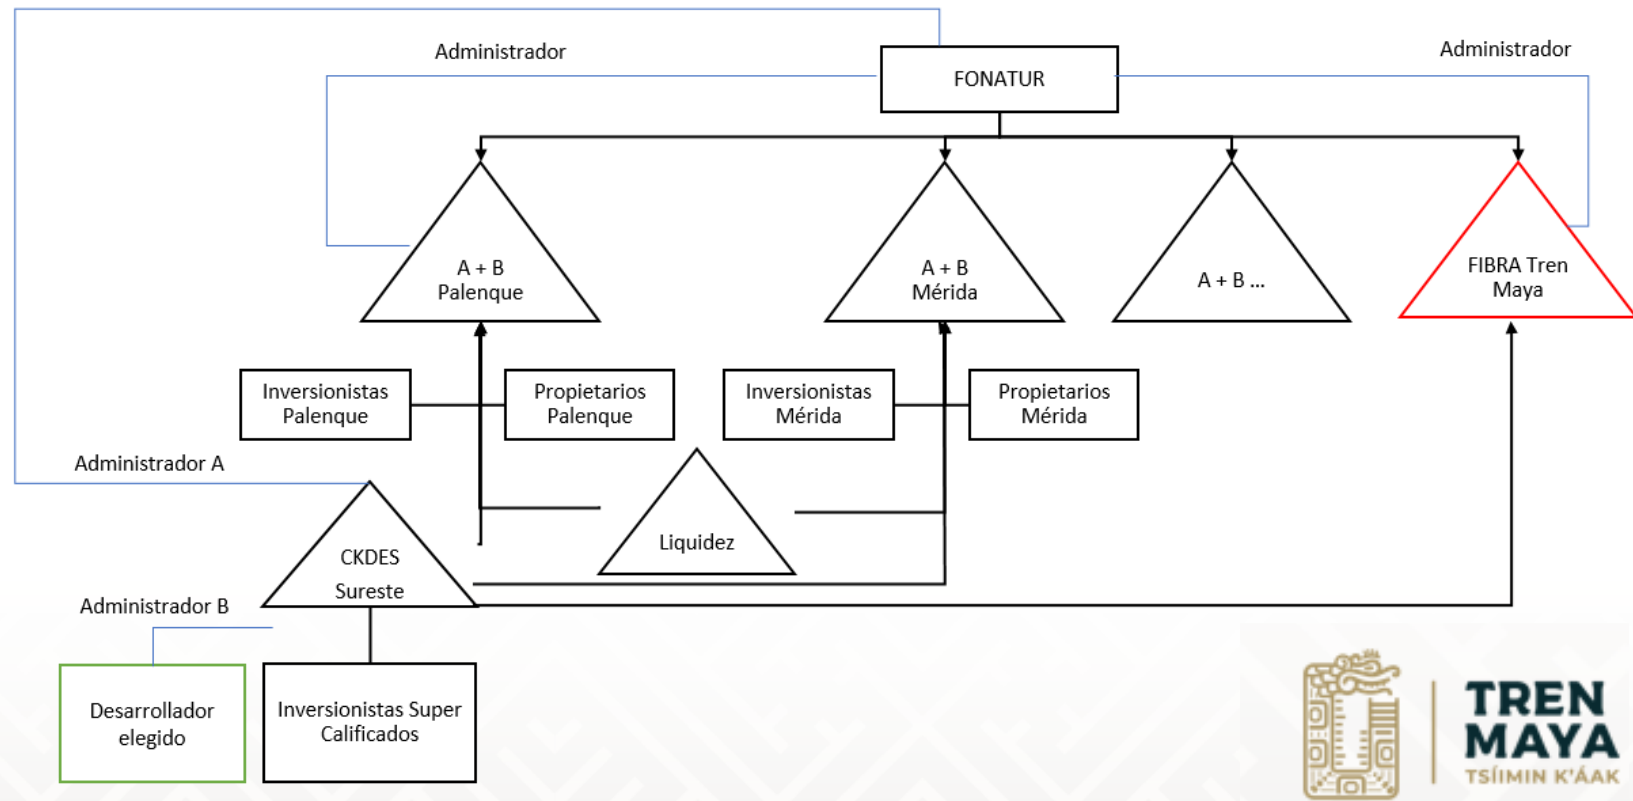 Administrador
Administrador
FONATUR
A + B
Palenque
A + B
Mérida
A + B ...
FIBRA Tren
Maya
Inversionistas
Palenque
Propietarios
Palenque
Inversionistas
Mérida
Propietarios
Mérida
Administrador A
Liquidez
CKDES
Sureste
Administrador B
Desarrollador
elegido
Inversionistas Super
Calificados
TREN
MAYA
TSÍIMIN K'ÁAK